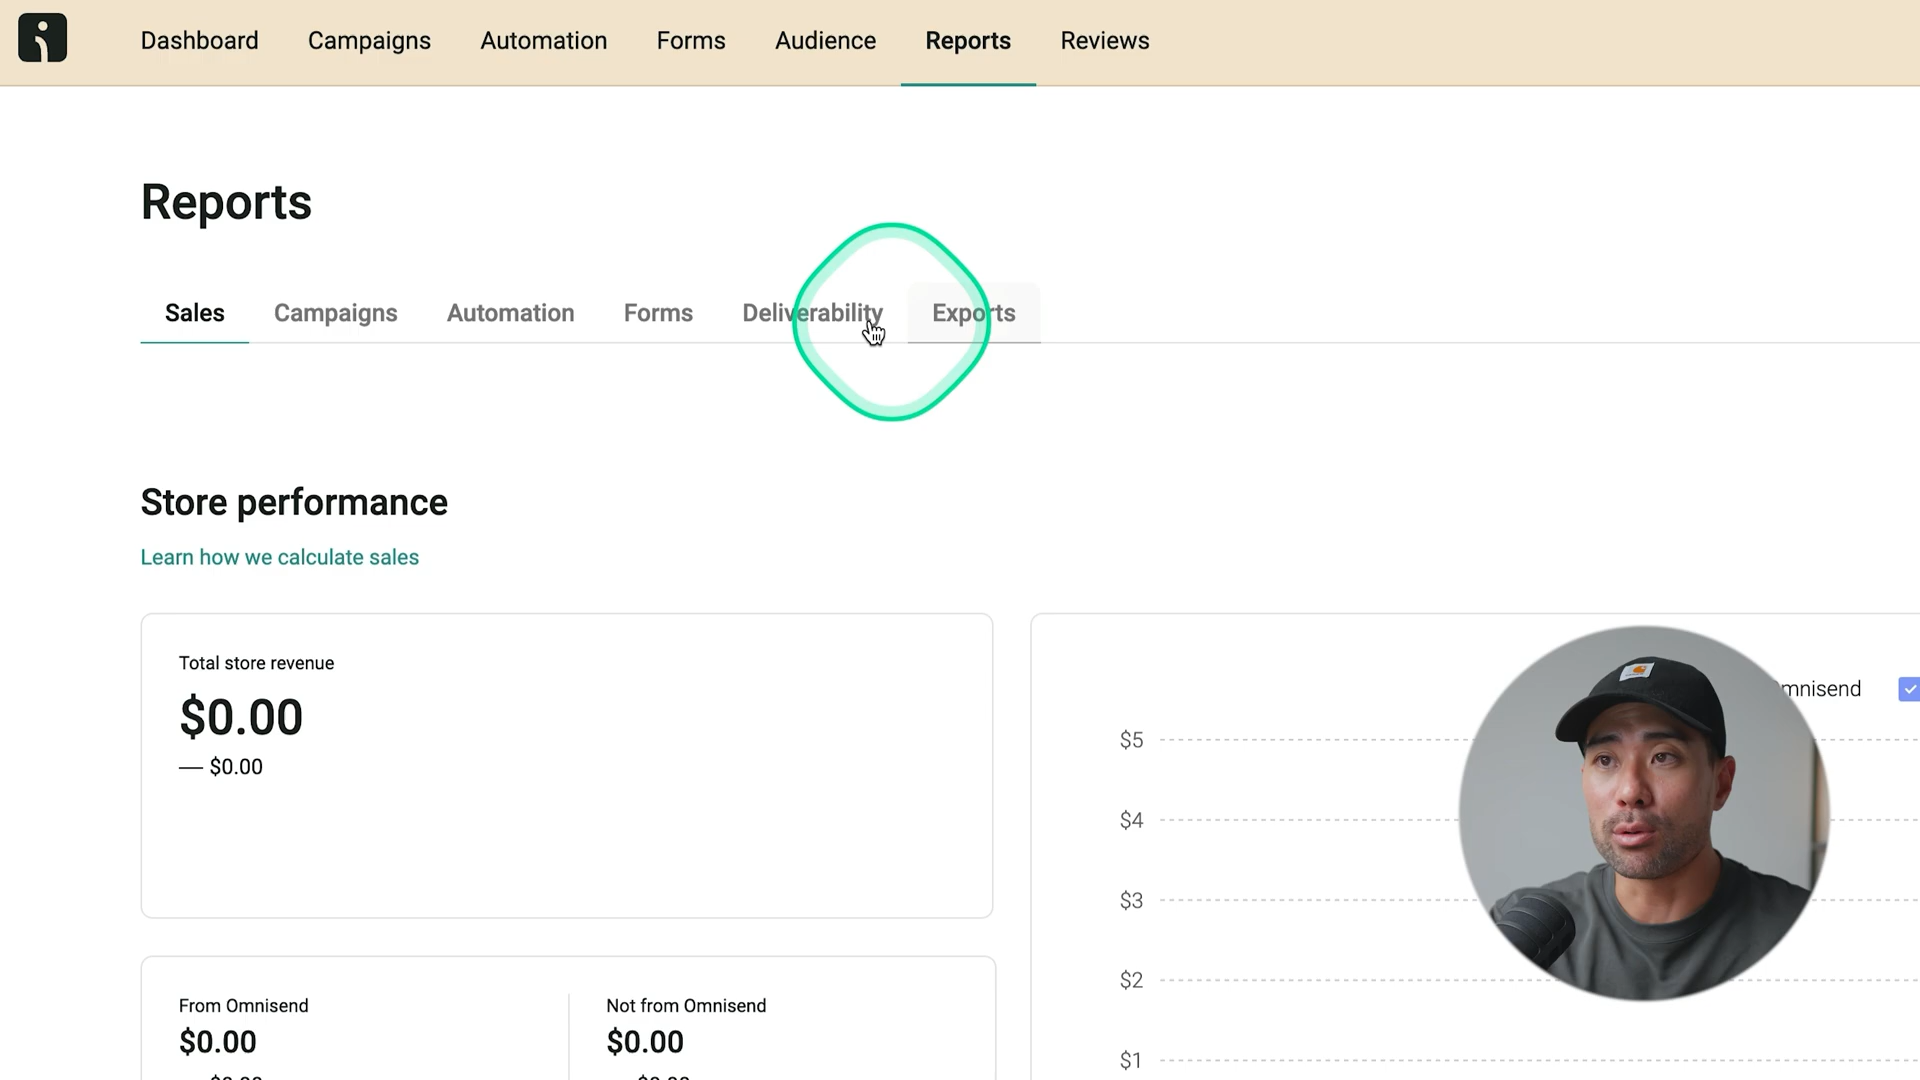 Dashboard Campaigns Automation Forms Audience Reports Reviews
Reports
Sales Campaigns Automation Forms Deliverability Exports
Store performance
Learn how we calculate sales
Total store revenue
$0.00
— $0.00
mnisend
$5
$4
$3
$2
$1
From Omnisend
$0.00
Not from Omnisend
$0.00